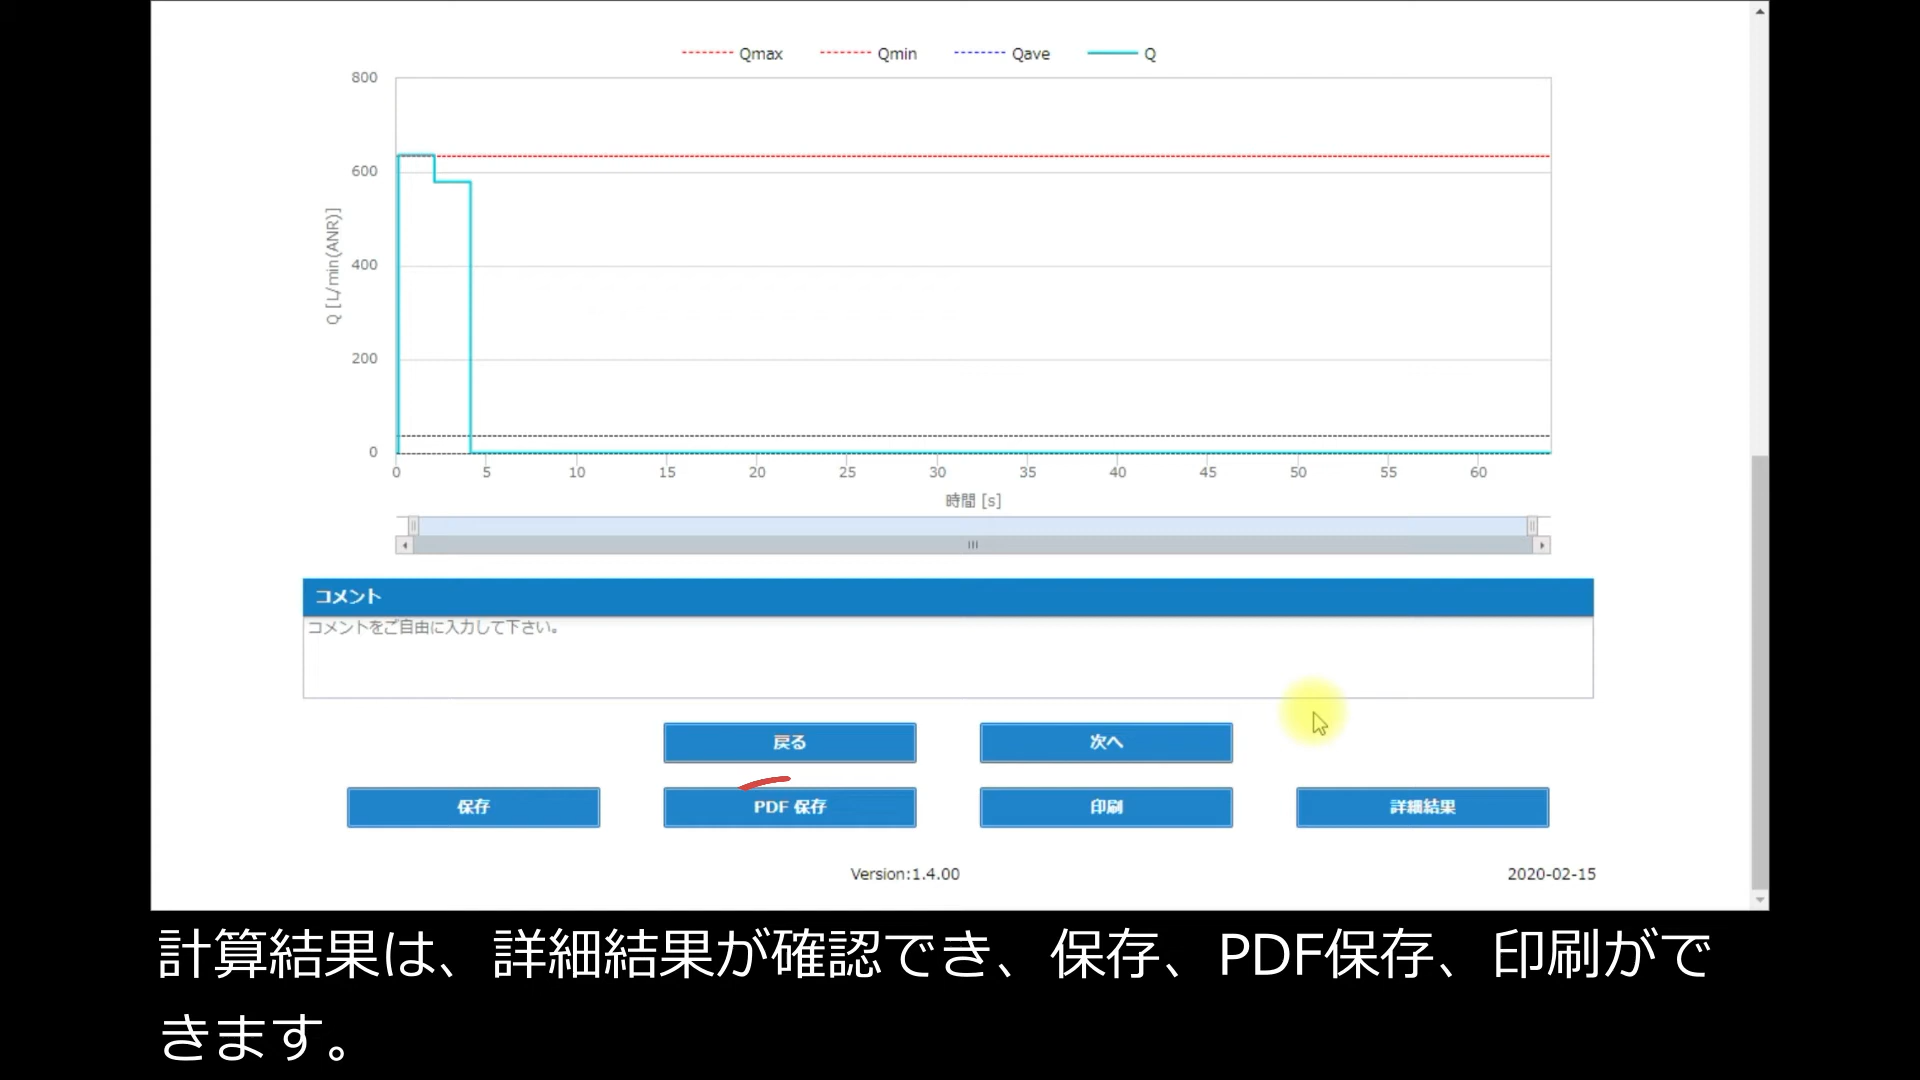 Qmax Qmin Qave Q
800
600
400
200
0
Q [L/min(ANR)]
0 5 10 15 20 25 30 35 40 45 50 55 60
時間 [s]
コメント
コメントをご自由に入力して下さい。
戻る 次へ
保存 PDF 保存 印刷 詳細結果
Version:1.4.00 2020-02-15
計算結果は、詳細結果が確認でき、保存、PDF保存、印刷がで
きます。